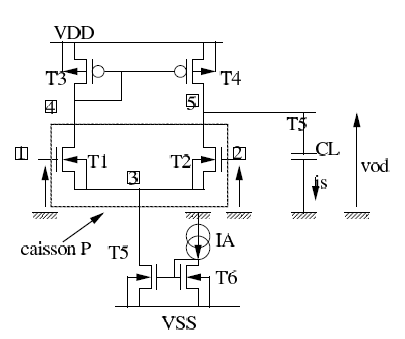 VDD
T3
T4
4
5
T5
1
T1
T2
2
CL
3
is
vod
caisson P
IA
T5
T6
VSS